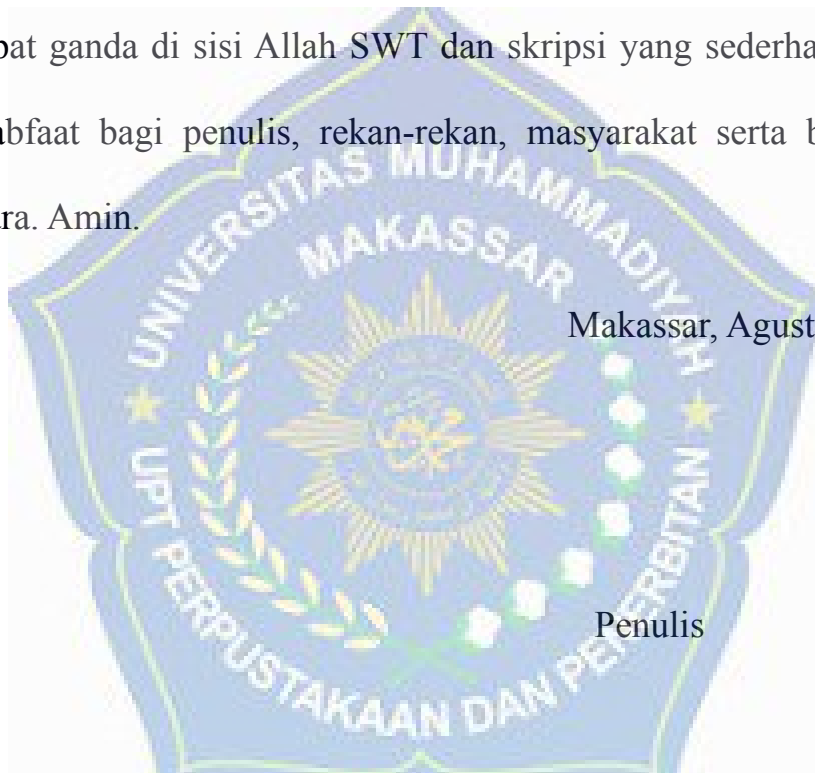 pat ganda di sisi Allah SWT dan skripsi yang sederha
abfaat bagi penulis, rekan-rekan, masyarakat serta b
ara. Amin.
UNIVERSITAS MUHAMMADIYAH
MAKASSAR
Makassar, Agust
Penulis
UPT PERPUSTAKAAN DAN PENERBITAN